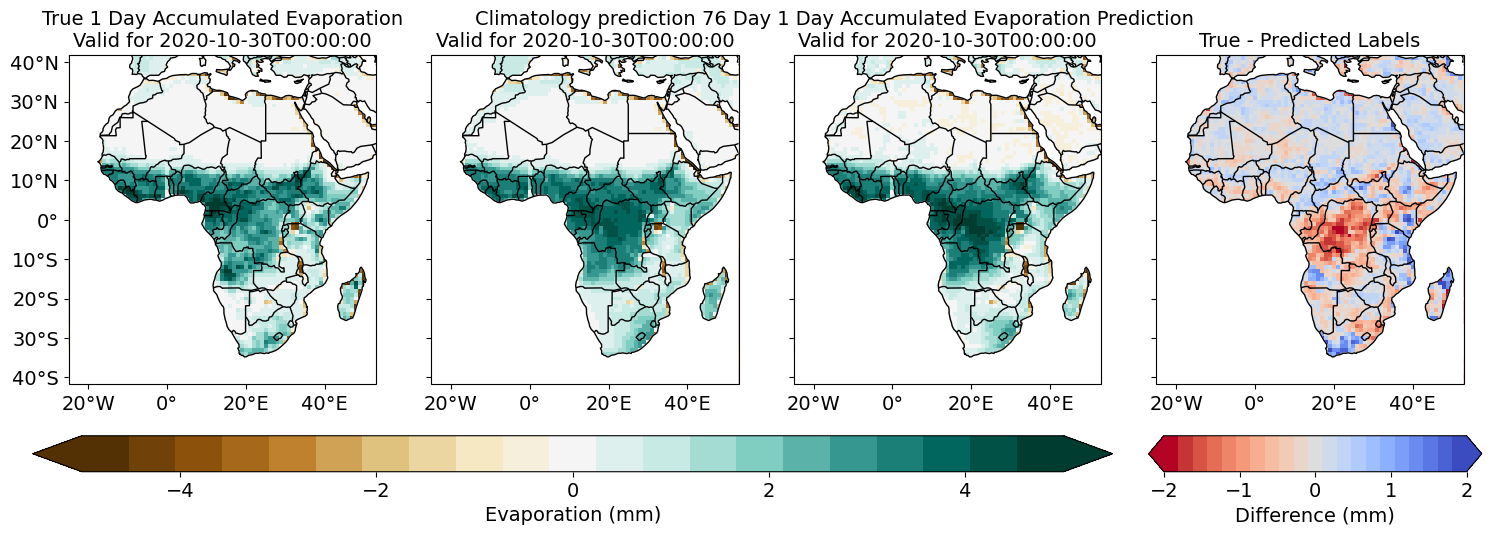 True 1 Day Accumulated Evaporation
Valid for 2020-10-30T00:00:00
Climatology prediction 76 Day 1 Day Accumulated Evaporation Prediction
Valid for 2020-10-30T00:00:00
Valid for 2020-10-30T00:00:00
True - Predicted Labels
40°N
30°N
20°N
10°N
0°
10°S
20°S
30°S
40°S
20°W 0° 20°E 40°E
20°W 0° 20°E 40°E
20°W 0° 20°E 40°E
20°W 0° 20°E 40°E
−4 −2 0 2 4
Evaporation (mm)
−2 −1 0 1 2
Difference (mm)